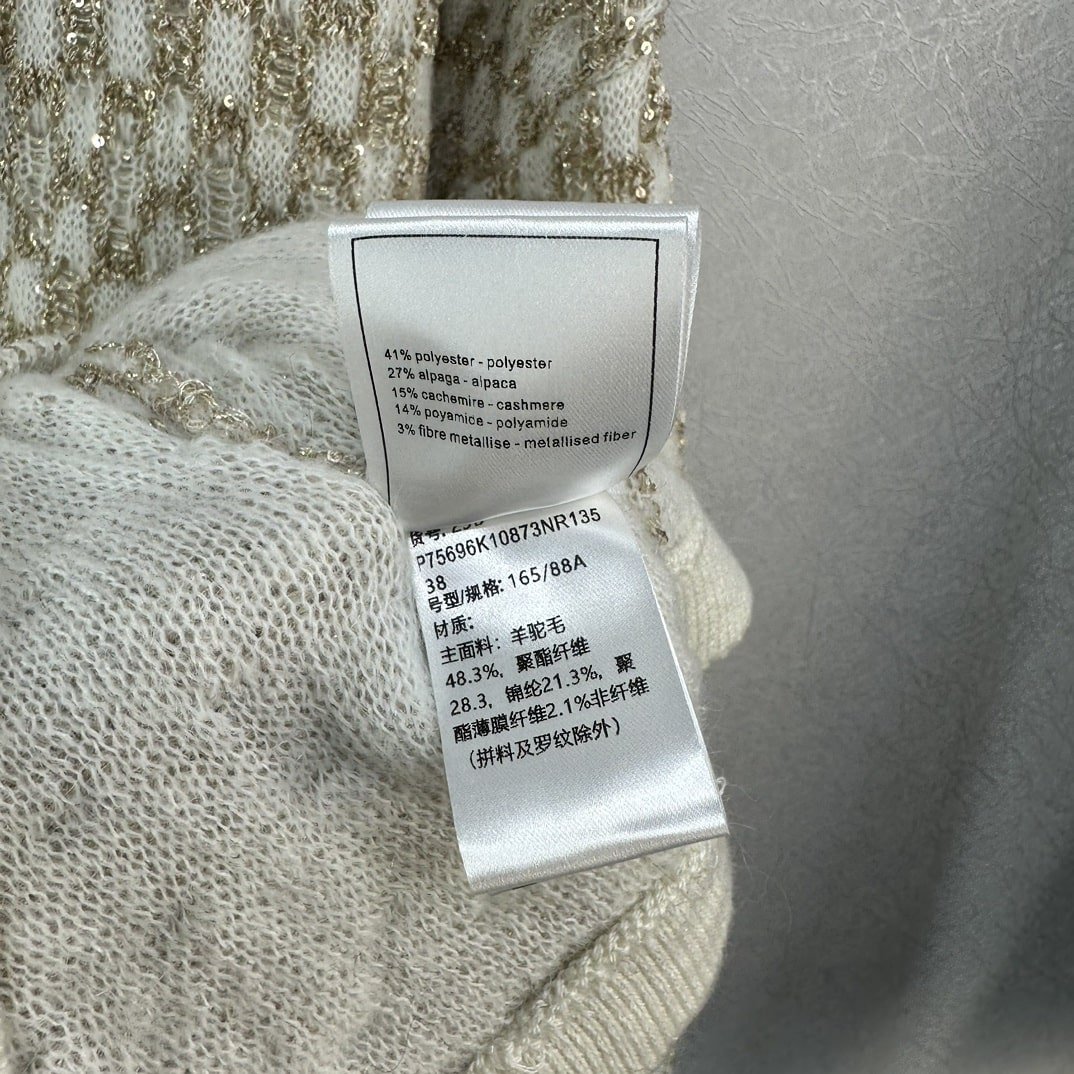 41% polyester - polyester
27% alpaga - alpaca
15% cachemire - cashmere
14% poyamide - polyamide
3% fibre metallise - metallised fiber
货号:
P75696K10873NR135
38
号型/规格: 165/88A
材质:
主面料: 羊驼毛
48.3%, 聚酯纤维
28.3, 锦纶21.3%, 聚
酯薄膜纤维2.1%非纤维
(拼料及罗纹除外)